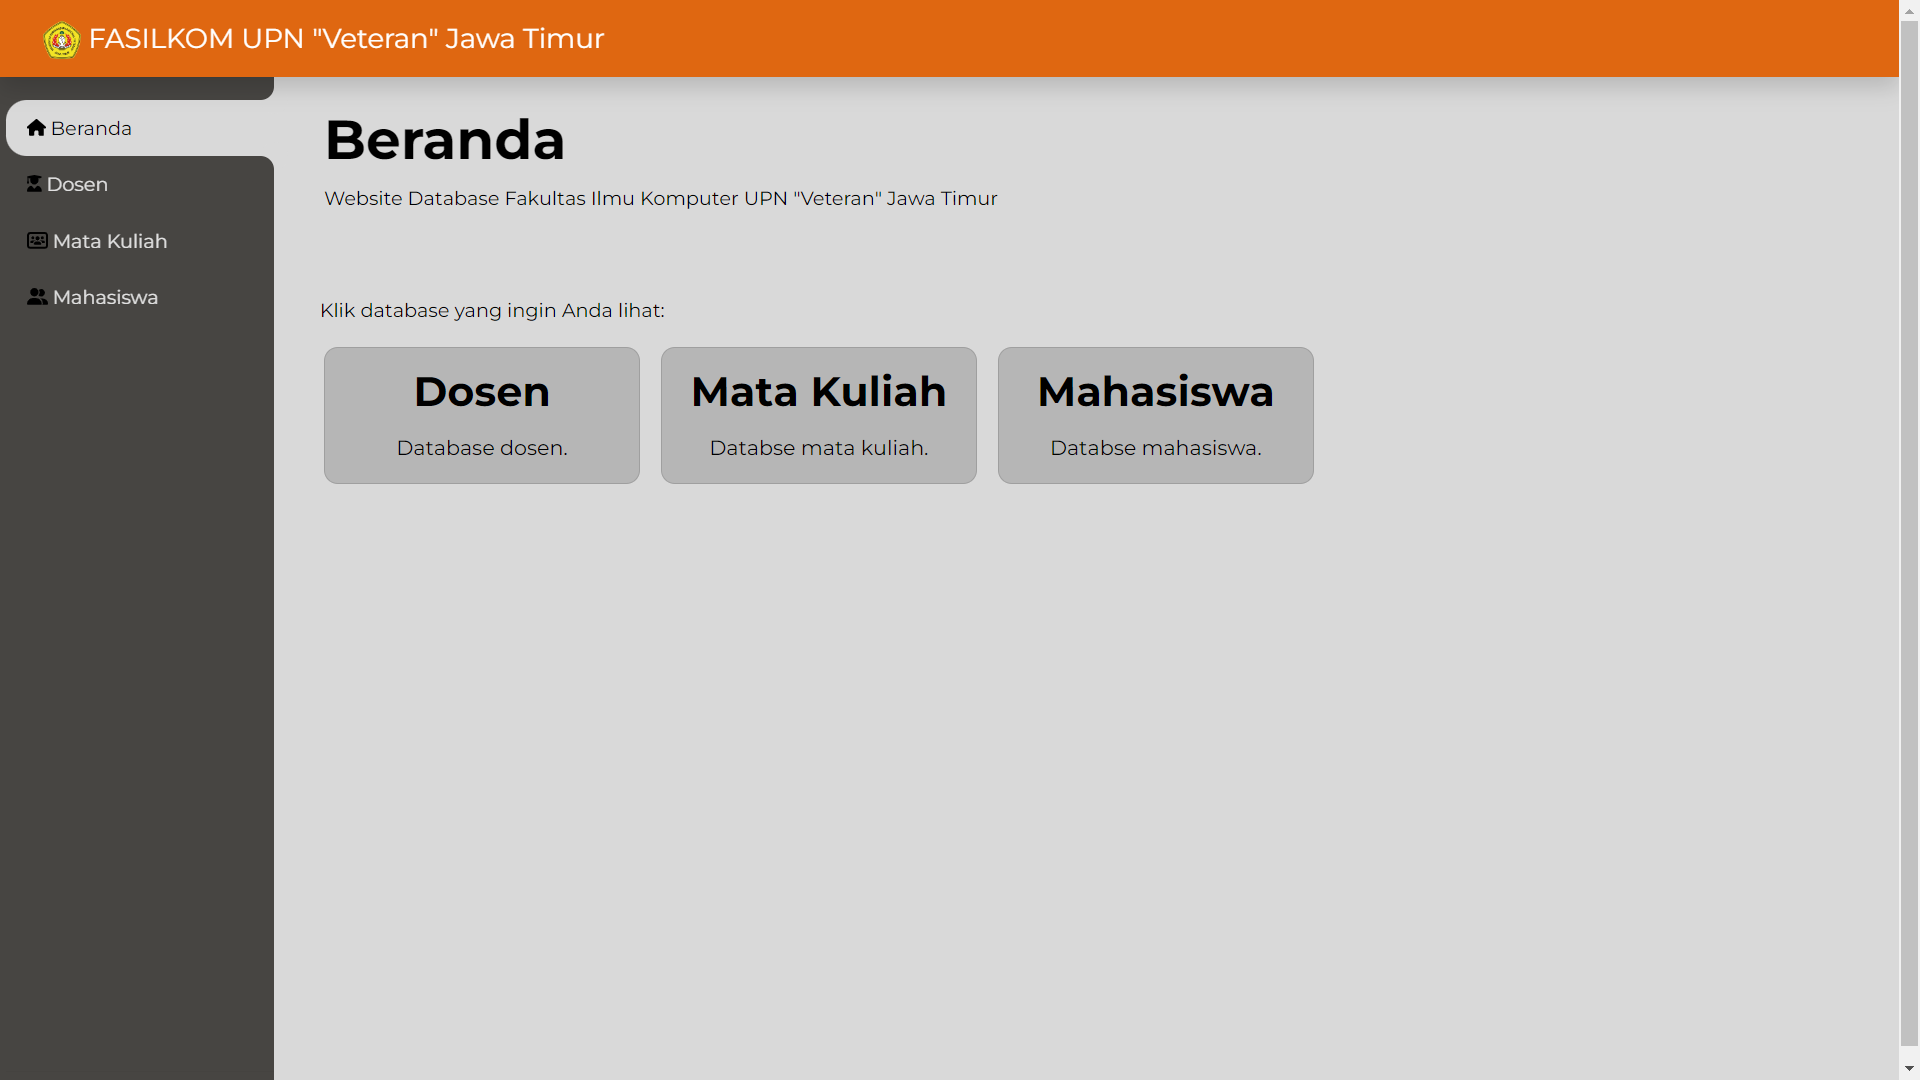 FASILKOM UPN "Veteran" Jawa Timur
Beranda
Dosen
Mata Kuliah
Mahasiswa
Beranda
Website Database Fakultas Ilmu Komputer UPN "Veteran" Jawa Timur
Klik database yang ingin Anda lihat:
Dosen
Database dosen.
Mata Kuliah
Databse mata kuliah.
Mahasiswa
Databse mahasiswa.